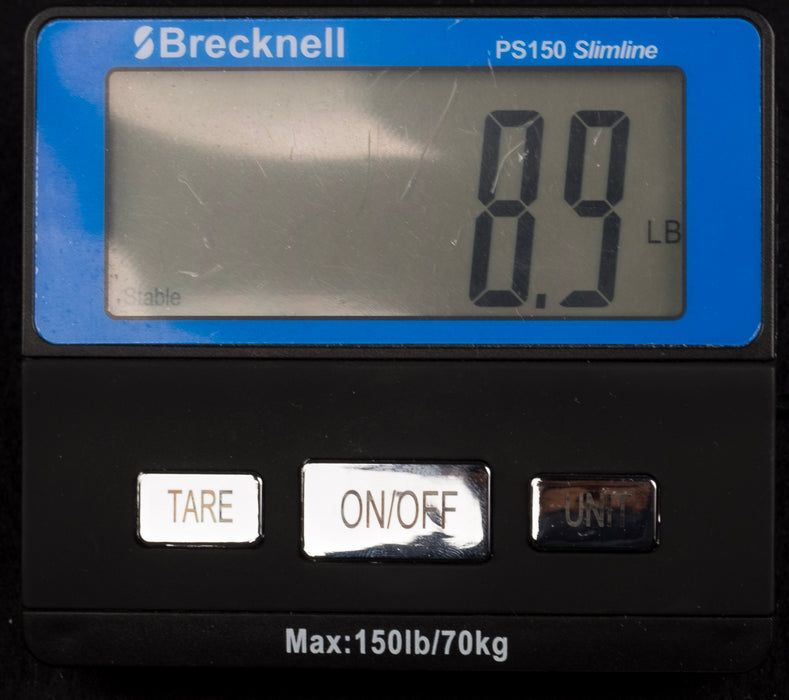 Brecknell PS150 Slimline
8.9 LB
Stable
TARE ON/OFF UNIT
Max:150lb/70kg